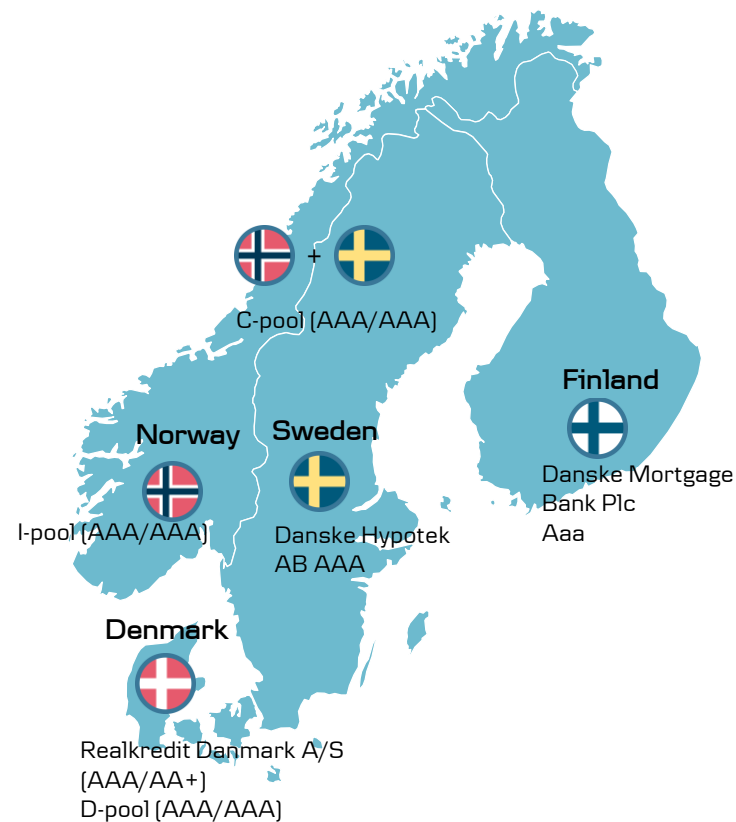 +
C-pool (AAA/AAA)
Finland
Danske Mortgage
Bank Plc
Aaa
Norway
I-pool (AAA/AAA)
Sweden
Danske Hypotek
AB AAA
Denmark
Realkredit Danmark A/S
(AAA/AA+)
D-pool (AAA/AAA)